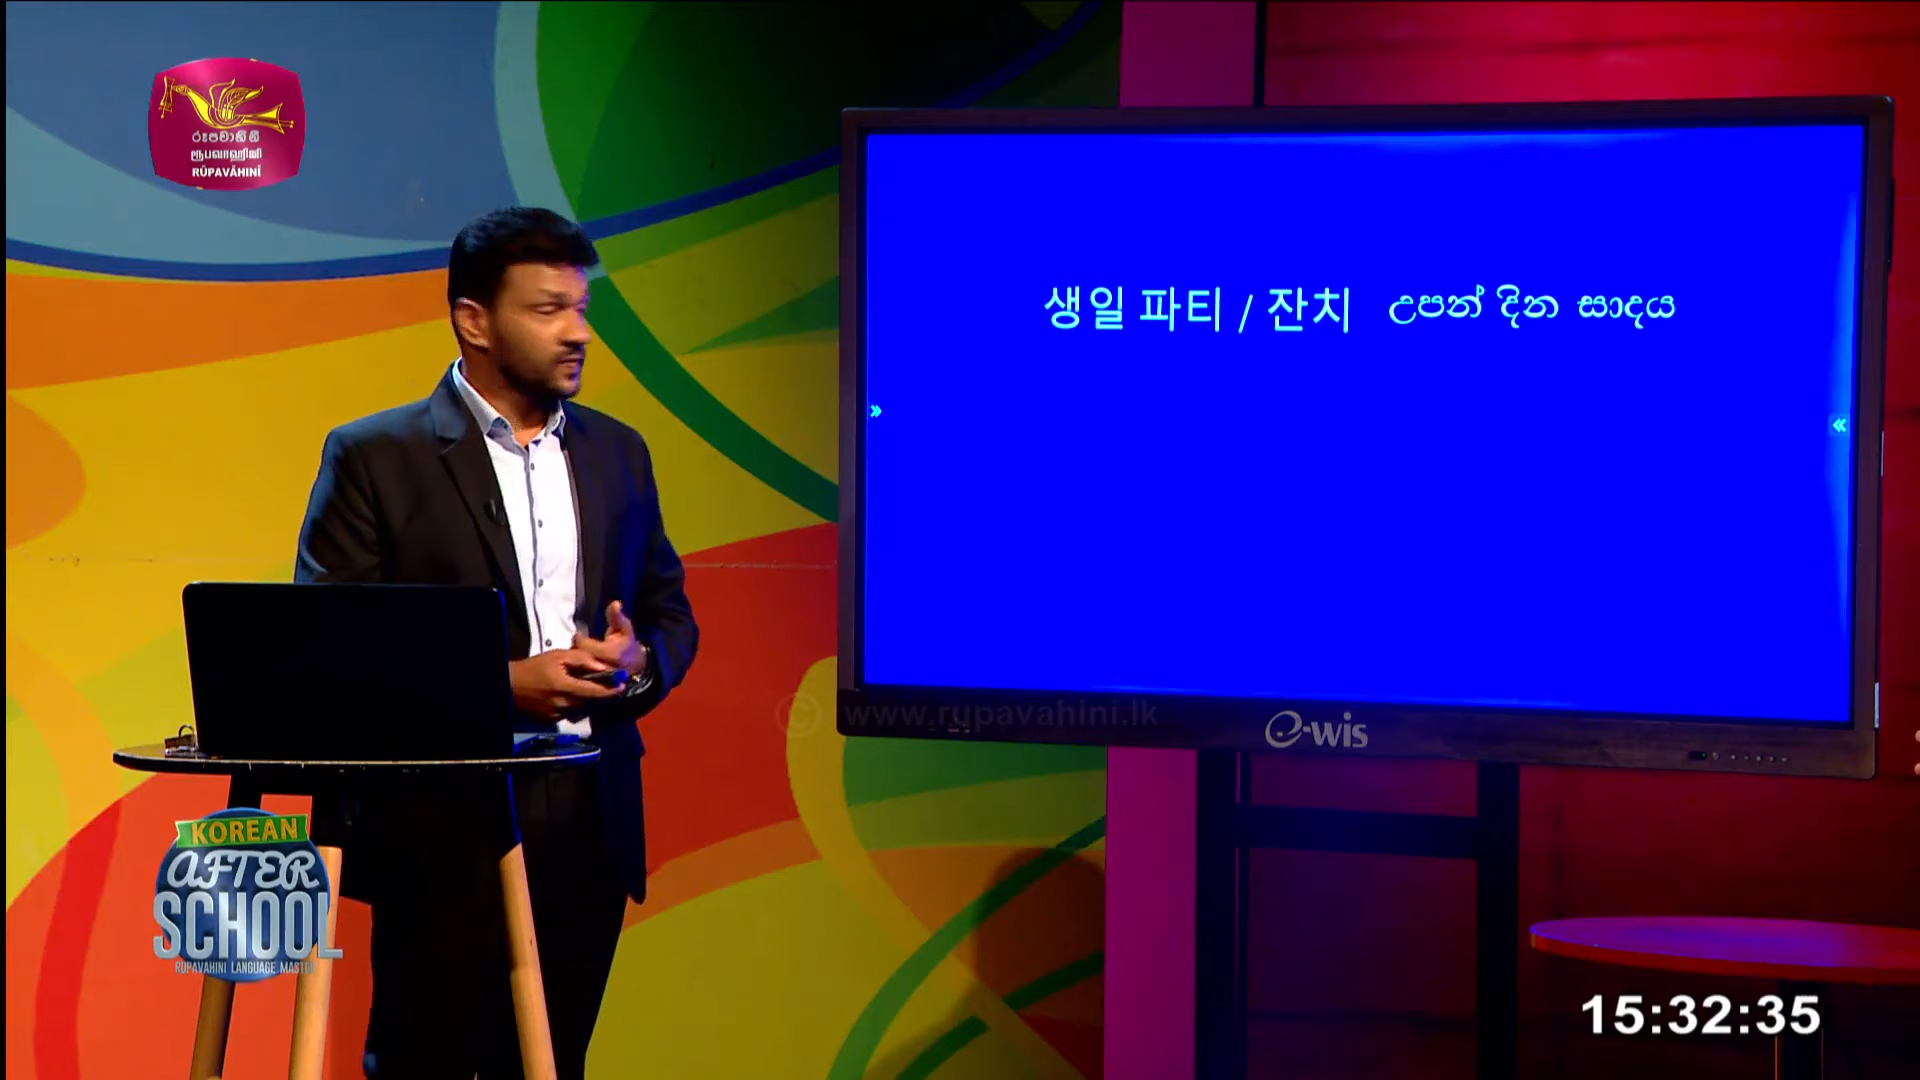 රූපවාහිනී
ரூபவாஹினி
RŪPAVĀHINĪ
생일 파티 / 잔치 උපන් දින සාදය
»
«
© www.rupavahini.lk
e-wis
KOREAN
AFTER
SCHOOL
RUPAVAHINI LANGUAGE MASTER
15:32:35